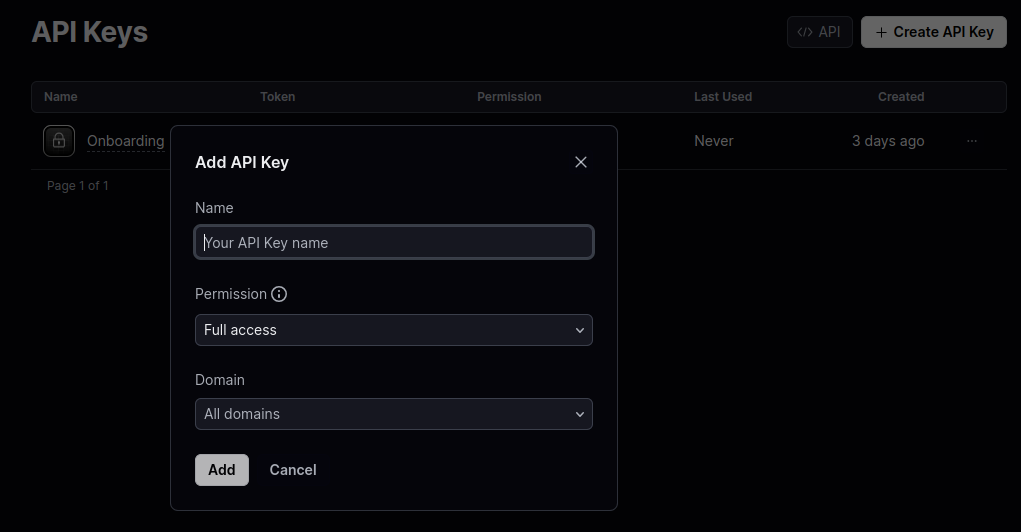 API Keys
</> API
+ Create API Key
Name Token Permission Last Used Created
Onboarding Never 3 days ago ...
Page 1 of 1
Add API Key
Name
Your API Key name
Permission
Full access
Domain
All domains
Add Cancel